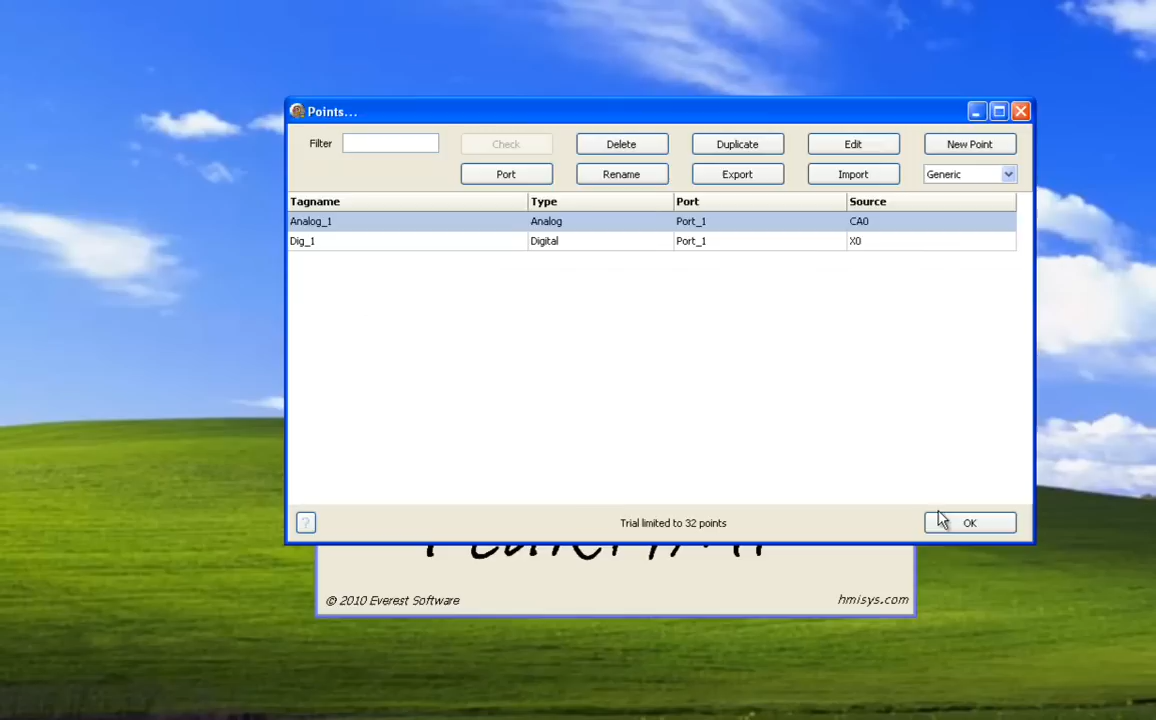 Points...
Filter
Check
Delete
Duplicate
Edit
New Point
Port
Rename
Export
Import
Generic
Tagname Type Port Source
Analog_1 Analog Port_1 CA0
Dig_1 Digital Port_1 X0
?
Trial limited to 32 points
OK
© 2010 Everest Software
hmisys.com